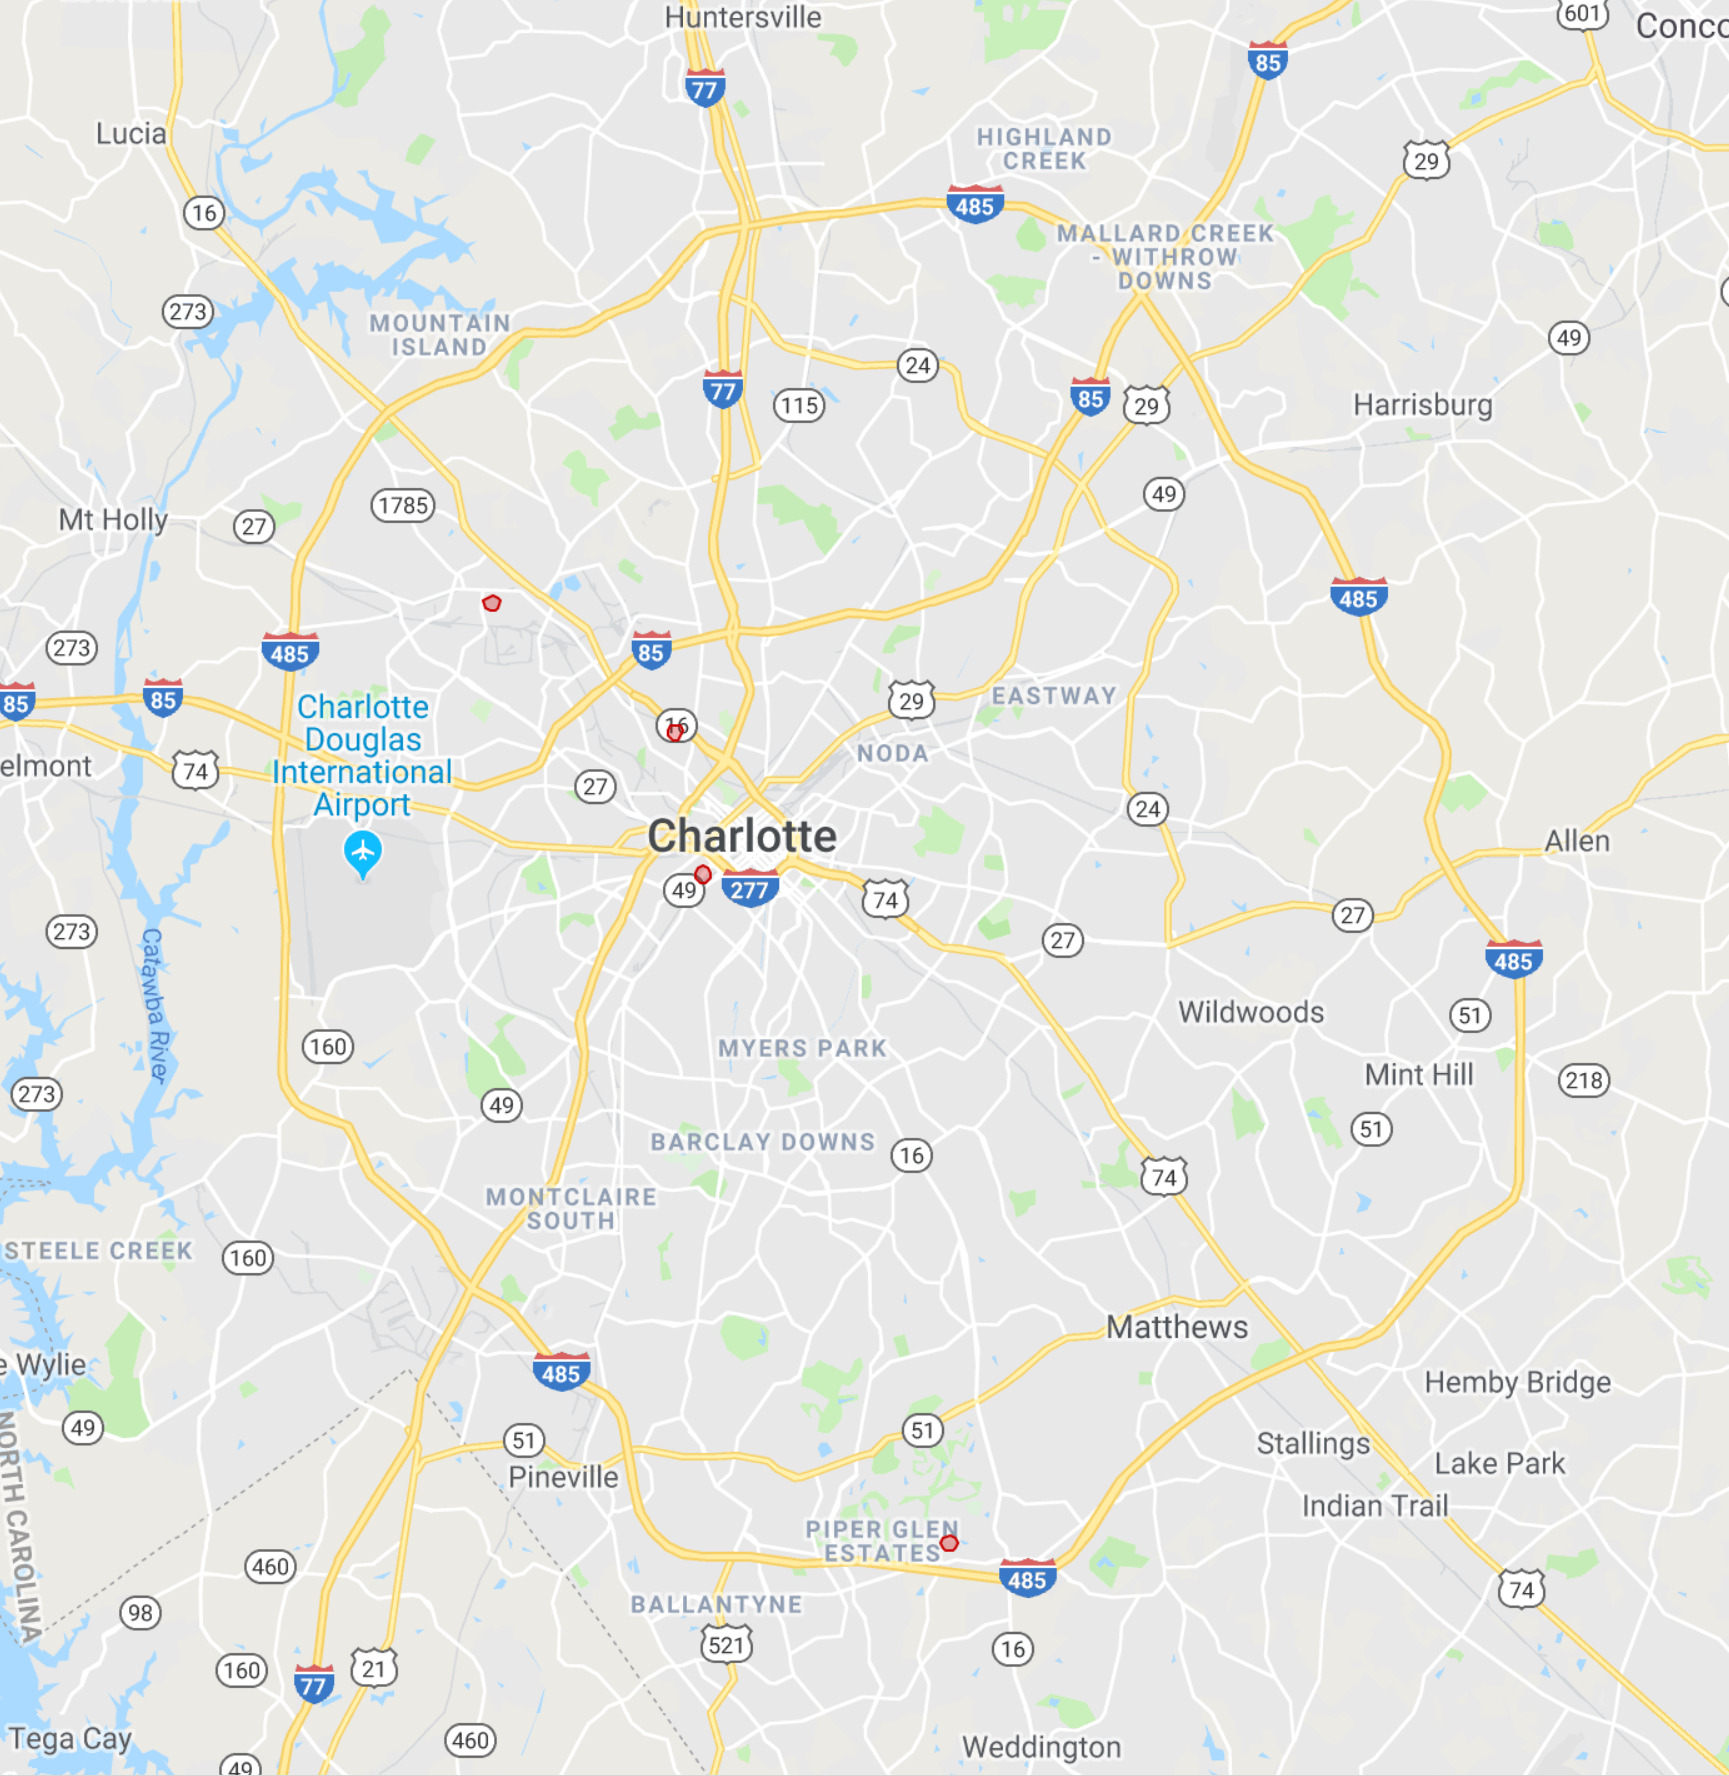 Huntersville
601
Conco
85
77
Lucia
HIGHLAND
CREEK
29
16
485
MALLARD CREEK
- WITHROW
DOWNS
273
MOUNTAIN
ISLAND
49
24
77
115
85
29
Harrisburg
1785
49
Mt Holly
27
485
273
485
85
85
85
Charlotte
Douglas
International
Airport
29
EASTWAY
16
NODA
elmont
74
27
24
Charlotte
Allen
49
277
74
27
273
27
485
Catawba River
Wildwoods
51
160
MYERS PARK
Mint Hill
218
273
49
51
BARCLAY DOWNS
16
74
MONTCLAIRE
SOUTH
STEELE CREEK
160
Matthews
e Wylie
485
Hemby Bridge
49
51
51
Stallings
Pineville
Lake Park
NORTH CAROLINA
Indian Trail
PIPER GLEN
ESTATES
460
485
74
98
BALLANTYNE
521
16
160
77
21
Tega Cay
460
Weddington
49